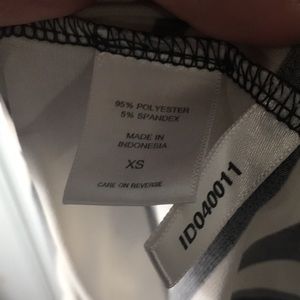 95% POLYESTER
5% SPANDEX
MADE IN
INDONESIA
XS
CARE ON REVERSE
ID040011